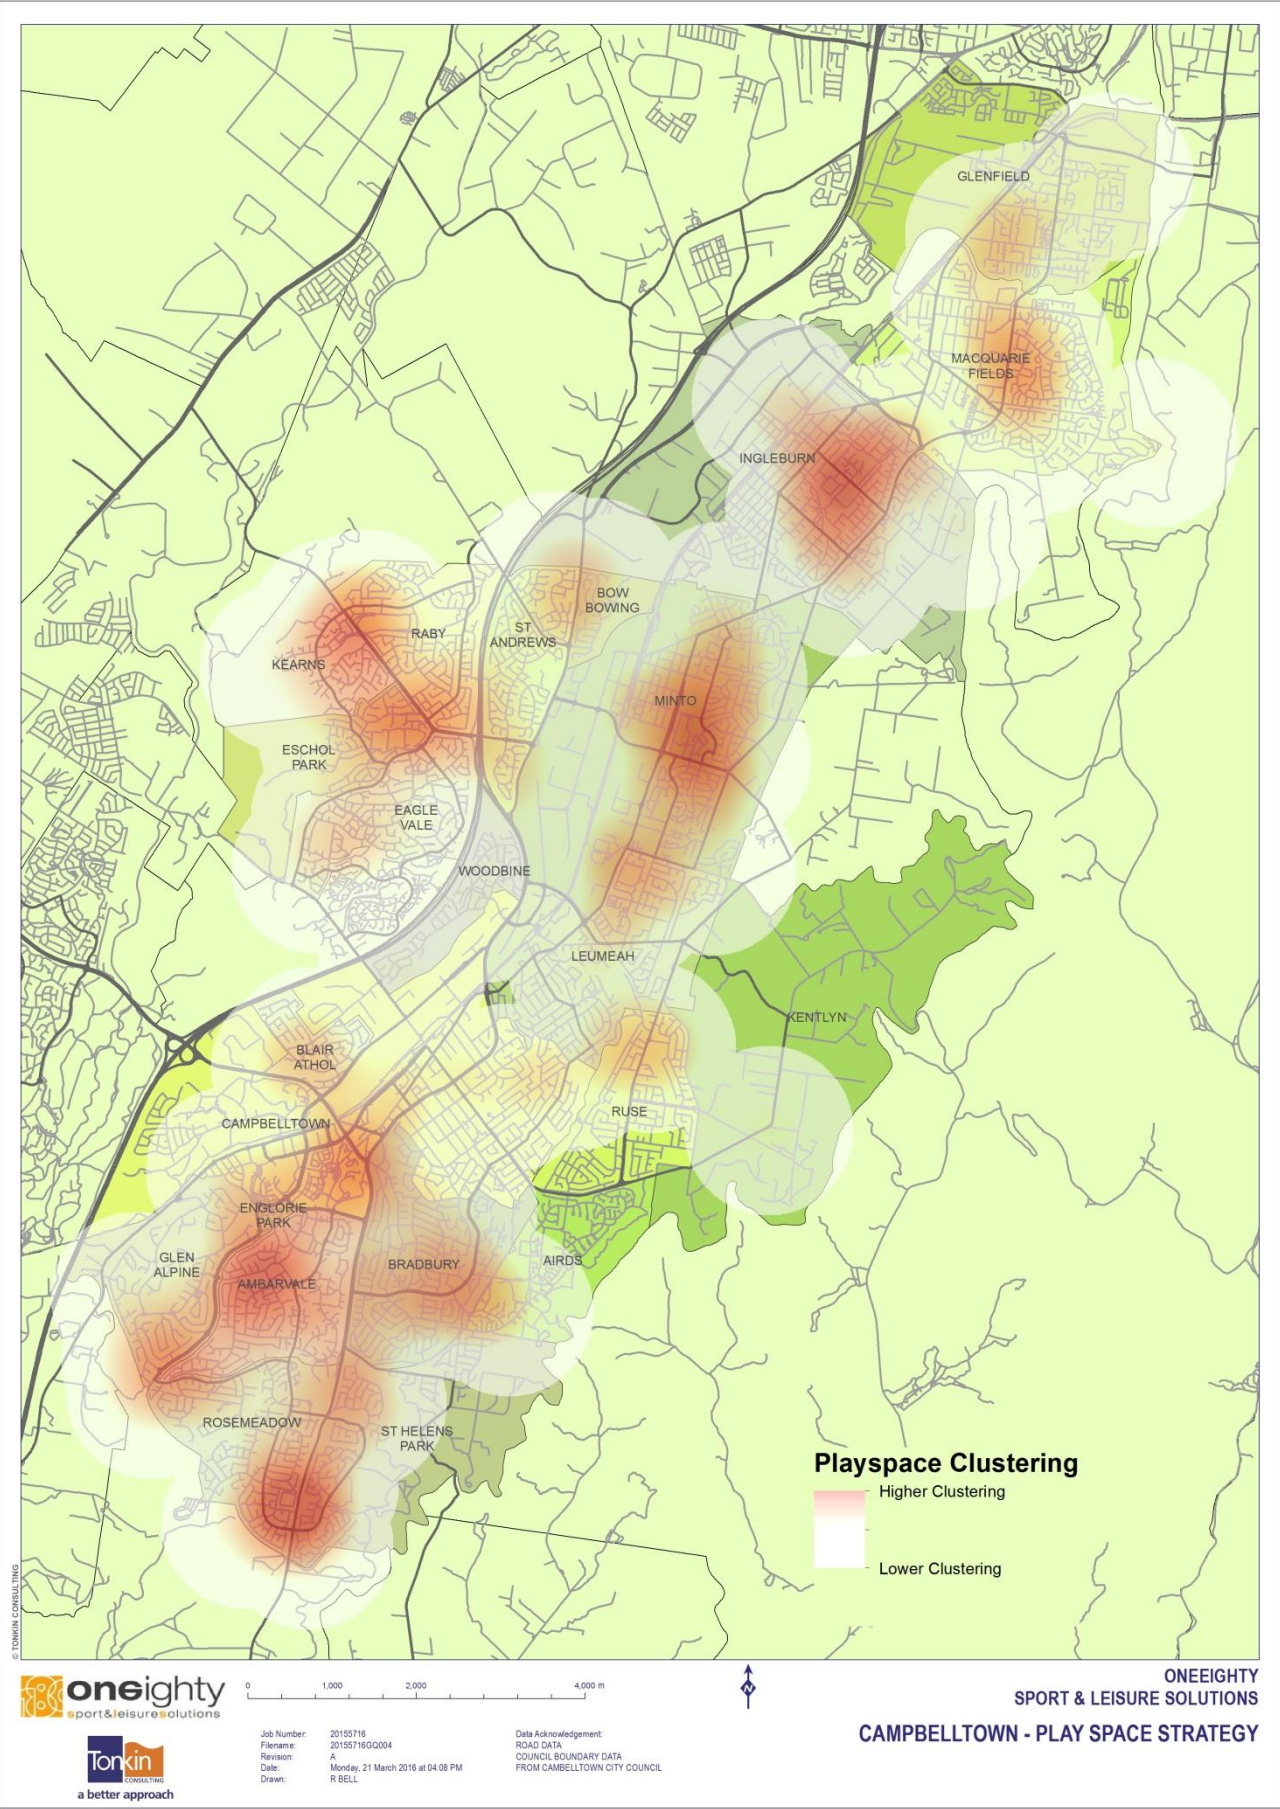 GLENFIELD
MACQUARIE
FIELDS
INGLEBURN
BOW
BOWING
ST
ANDREWS
RABY
KEARNS
MINTO
ESCHOL
PARK
EAGLE
VALE
WOODBINE
LEUMEAH
KENTLYN
BLAIR
ATHOL
RUSE
CAMPBELLTOWN
ENGLORIE
PARK
GLEN
ALPINE
BRADBURY
AIRDS
AMBARVALE
ROSEMEADOW
ST HELENS
PARK
Playspace Clustering
Higher Clustering
Lower Clustering
© TONKIN CONSULTING
oneighty
sport&leisuresolutions
Tonkin
CONSULTING
a better approach
0 1,000 2,000 4,000 m
Job Number: 20155716
Filename: 20155716GQ004
Revision: A
Date: Monday, 21 March 2016 at 04:08 PM
Drawn: R BELL
Data Acknowledgement:
ROAD DATA
COUNCIL BOUNDARY DATA
FROM CAMBELLTOWN CITY COUNCIL
N
ONEEIGHTY
SPORT & LEISURE SOLUTIONS
CAMPBELLTOWN - PLAY SPACE STRATEGY